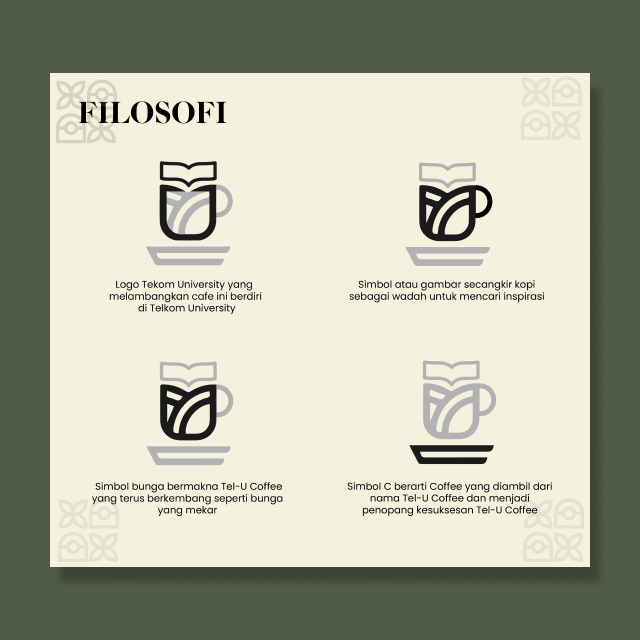 FILOSOFI
Logo Tekom University yang
melambangkan cafe ini berdiri
di Telkom University
Simbol atau gambar secangkir kopi
sebagai wadah untuk mencari inspirasi
Simbol bunga bermakna Tel-U Coffee
yang terus berkembang seperti bunga
yang mekar
Simbol C berarti Coffee yang diambil dari
nama Tel-U Coffee dan menjadi
penopang kesuksesan Tel-U Coffee